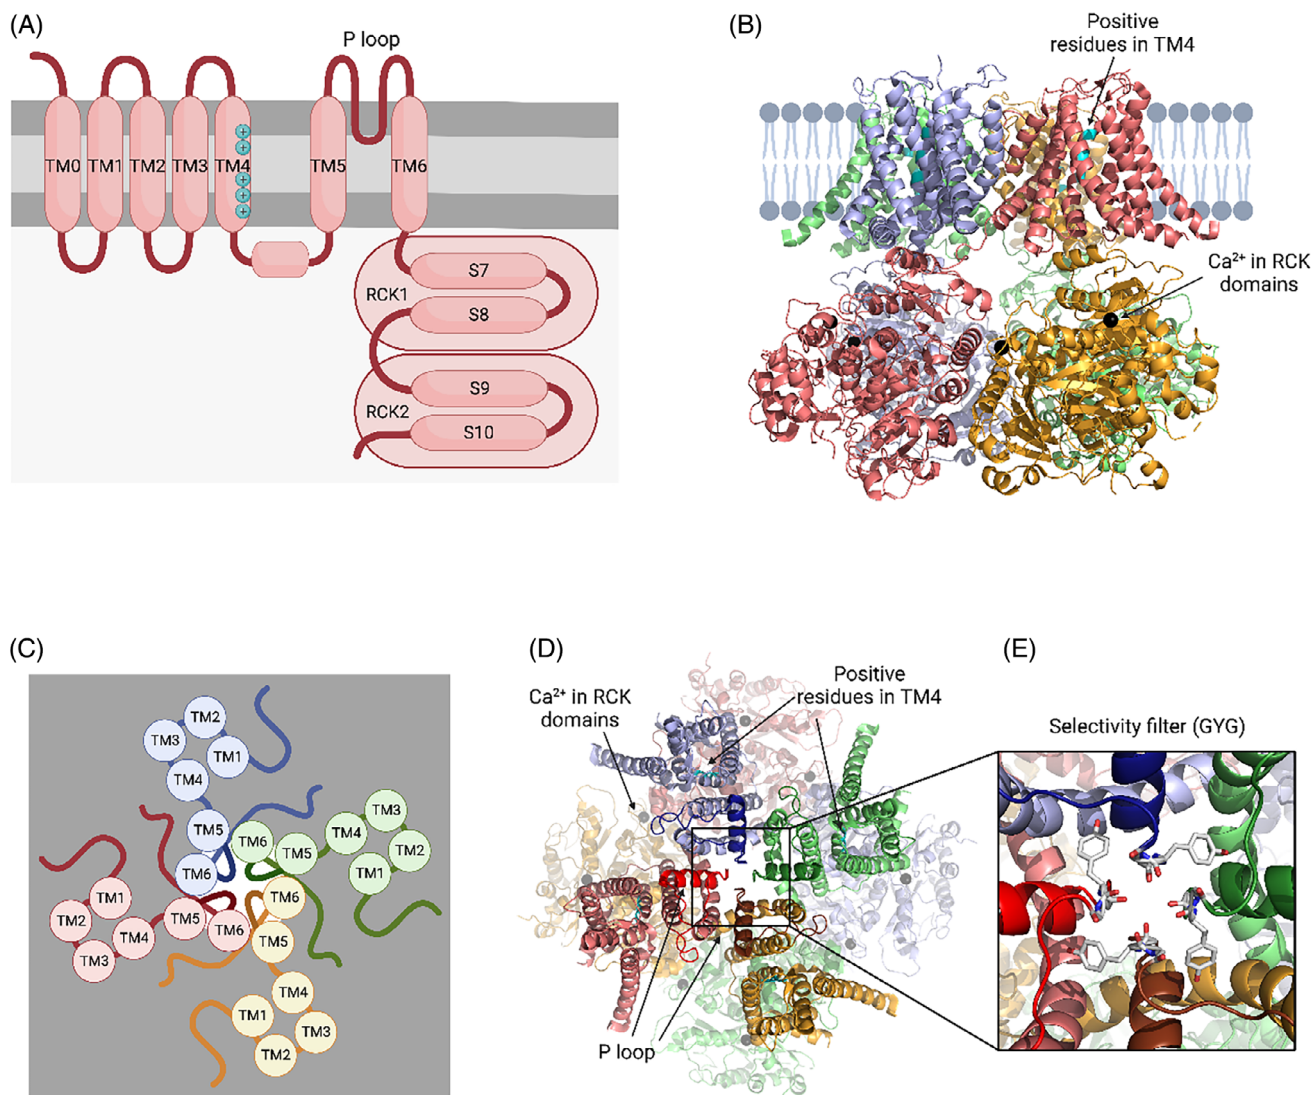 (A)
P loop
TM0
TM1
TM2
TM3
TM4
+
+
+
+
+
TM5
TM6
S7
RCK1
S8
S9
RCK2
S10
(B)
Positive
residues in TM4
Ca²⁺ in RCK
domains
(C)
TM2
TM3
TM1
TM4
TM5
TM6
TM6
TM5
TM4
TM3
TM2
TM1
TM1
TM2
TM4
TM3
TM5
TM6
TM6
TM5
TM4
TM1
TM3
TM2
(D)
Ca²⁺ in RCK
domains
Positive
residues in TM4
P loop
(E)
Selectivity filter (GYG)